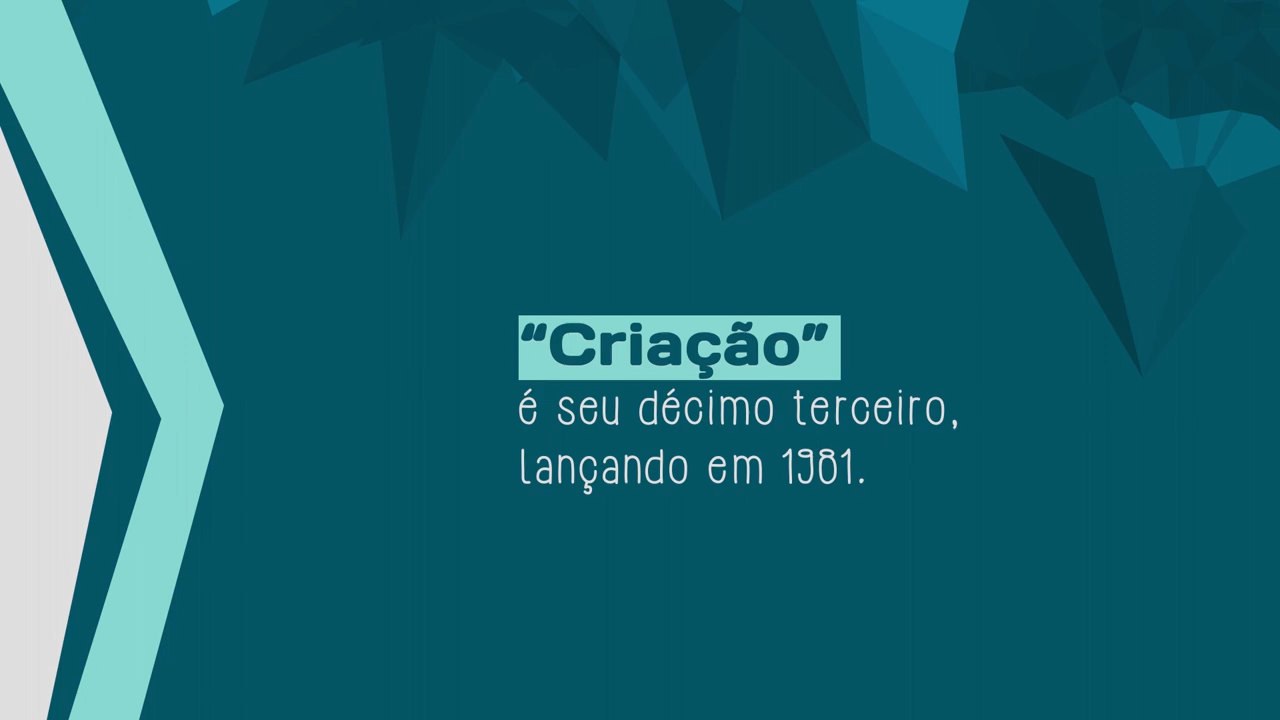 “Criação”
é seu décimo terceiro,
lançando em 1981.